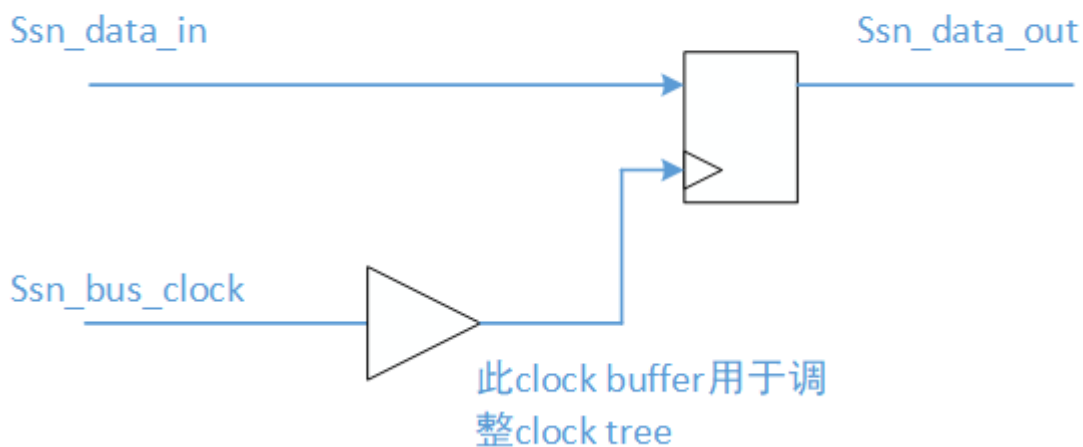 Ssn_data_in
Ssn_data_out
Ssn_bus_clock
此clock buffer用于调
整clock tree